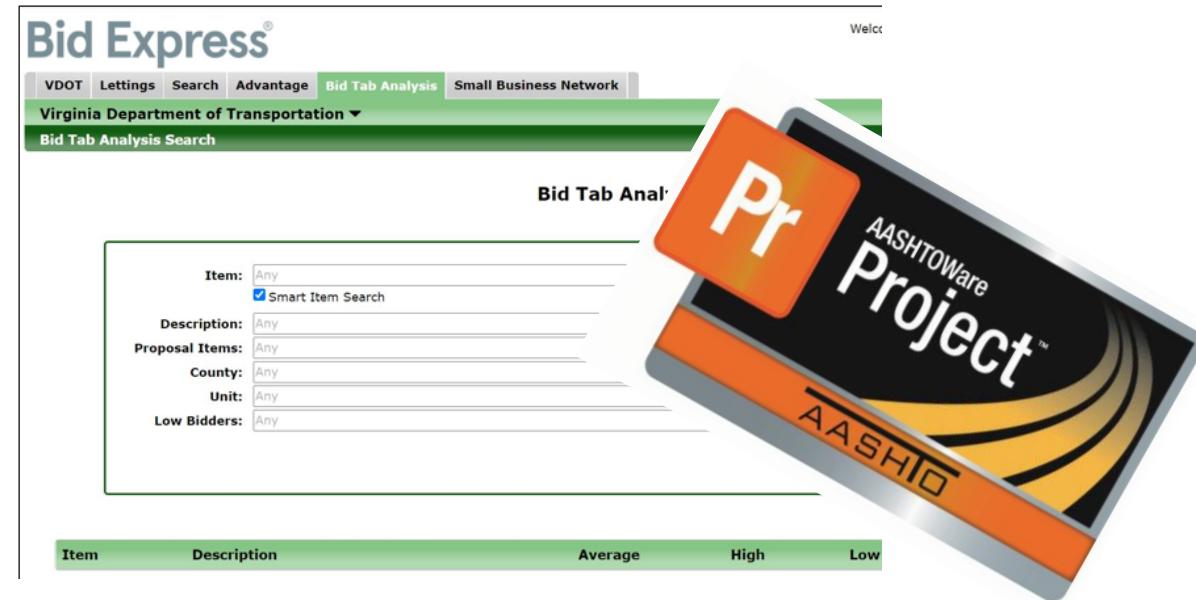 Bid Express®
VDOT Lettings Search Advantage Bid Tab Analysis Small Business Network
Virginia Department of Transportation ▼
Bid Tab Analysis Search
Bid Tab
Item: Any
Smart Item Search
Description: Any
Proposal Items: Any
County: Any
Unit: Any
Low Bidders: Any
Item Description Average High Low
Pr
AASHTOWare
Project™
AASHTO